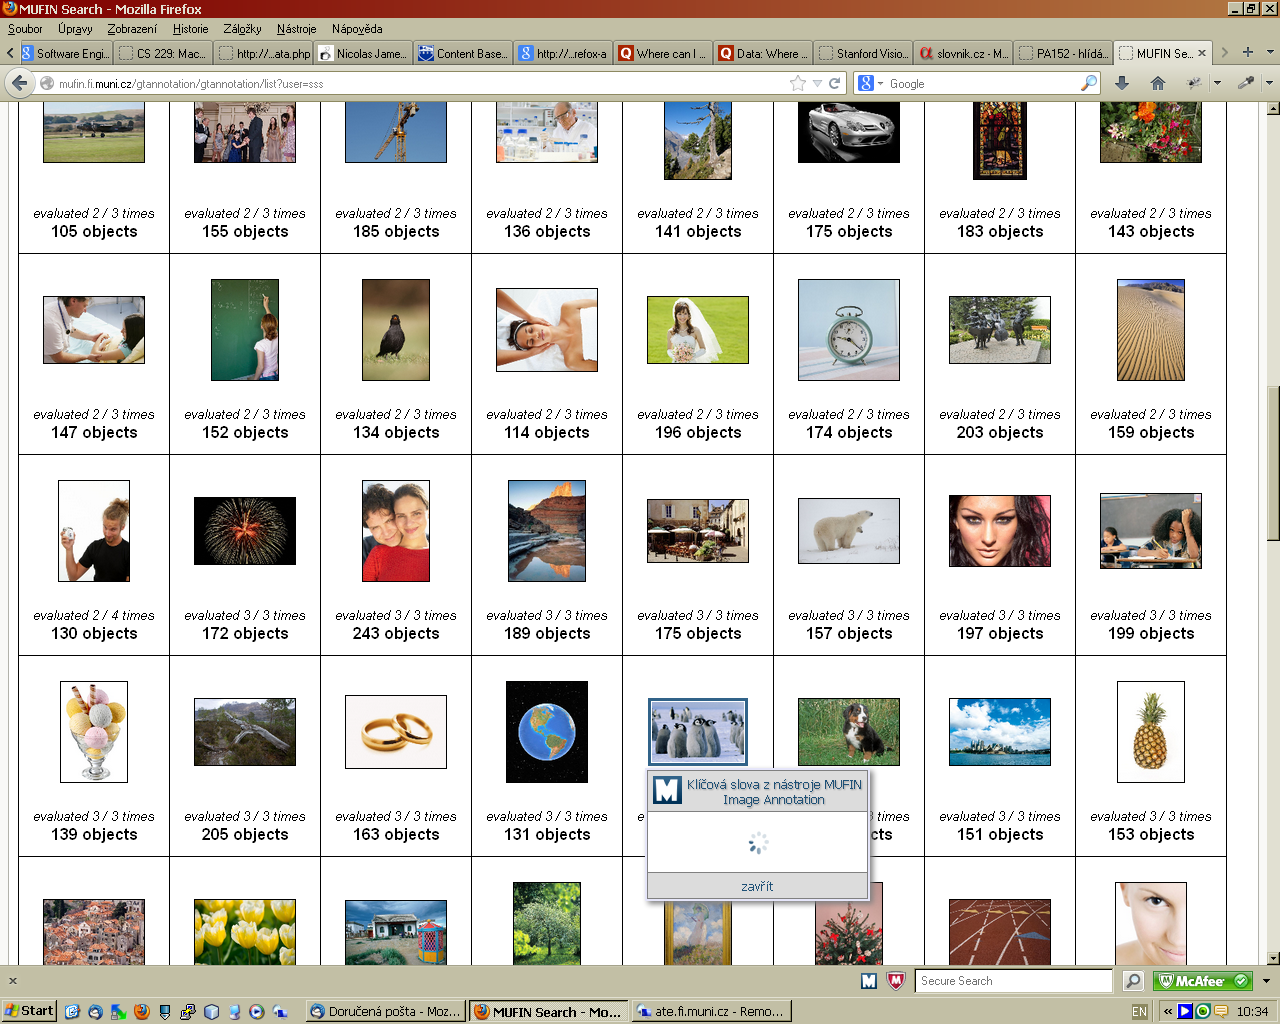 MUFIN Search - Mozilla Firefox
Soubor Úpravy Zobrazení Historie Záložky Nástroje Nápověda
Software Engi... CS 229: Mac... http://...ata.php Nicolas Jame... Content Base... http://...refox-a Where can I ... Data: Where ... Stanford Visio... slovnik.cz - M... PA152 - hlídá... MUFIN Se...
mufin.fi.muni.cz/gtannotation/gtannotation/list?user=sss Google
evaluated 2 / 3 times evaluated 2 / 3 times evaluated 2 / 3 times evaluated 2 / 3 times evaluated 2 / 3 times evaluated 2 / 3 times evaluated 2 / 3 times evaluated 2 / 3 times
105 objects 155 objects 185 objects 136 objects 141 objects 175 objects 183 objects 143 objects
evaluated 2 / 3 times evaluated 2 / 3 times evaluated 2 / 3 times evaluated 2 / 3 times evaluated 2 / 3 times evaluated 2 / 3 times evaluated 2 / 3 times evaluated 2 / 3 times
147 objects 152 objects 134 objects 114 objects 196 objects 174 objects 203 objects 159 objects
evaluated 2 / 4 times evaluated 3 / 3 times evaluated 3 / 3 times evaluated 3 / 3 times evaluated 3 / 3 times evaluated 3 / 3 times evaluated 3 / 3 times evaluated 3 / 3 times
130 objects 172 objects 243 objects 189 objects 175 objects 157 objects 197 objects 199 objects
M Klíčová slova z nástroje MUFIN
Image Annotation
evaluated 3 / 3 times evaluated 3 / 3 times evaluated 3 / 3 times evaluated 3 / 3 times 3 / 3 times evaluated 3 / 3 times evaluated 3 / 3 times
139 objects 205 objects 163 objects 131 objects 151 objects 153 objects
zavřít
M Secure Search McAfee
Start Doručená pošta - Moz... MUFIN Search - Mo... ate.fi.muni.cz - Remo... EN « 10:34